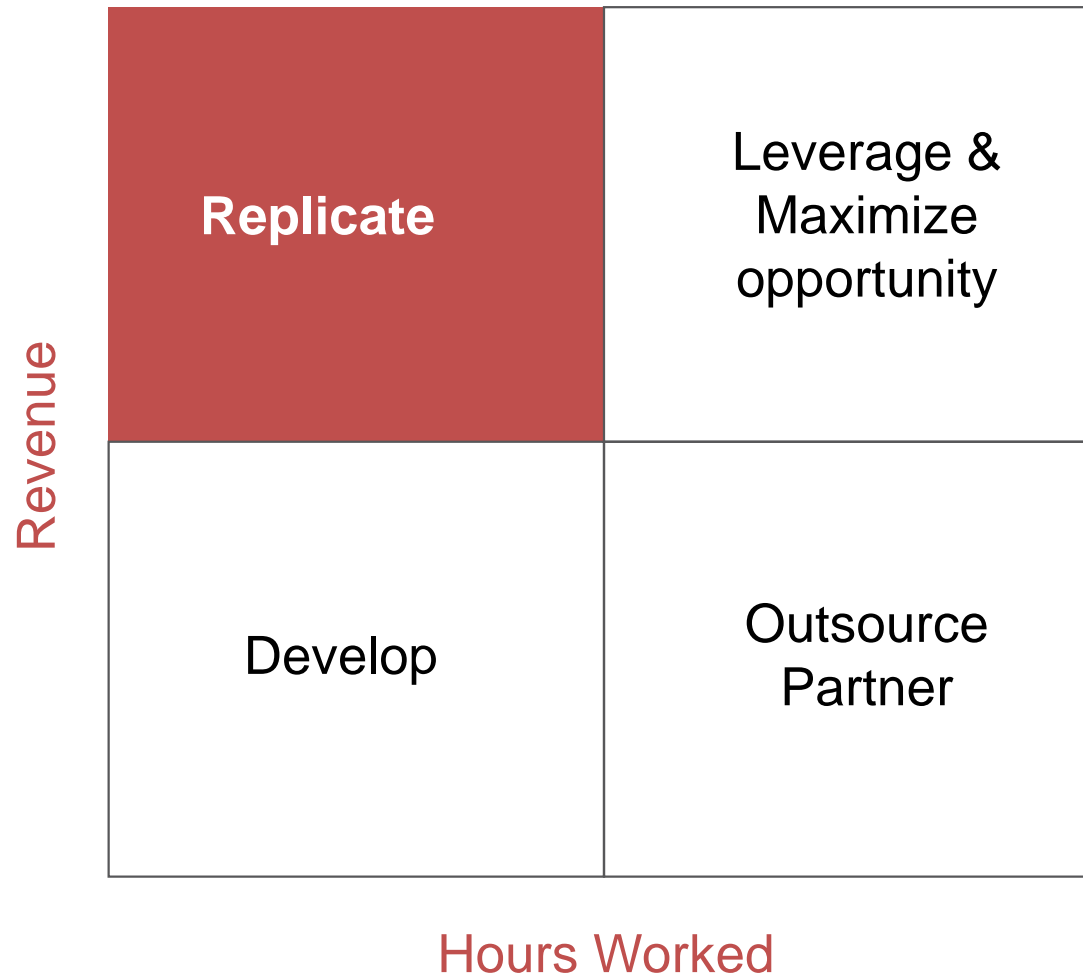 Replicate
Leverage &
Maximize
opportunity
Revenue
Develop
Outsource
Partner
Hours Worked